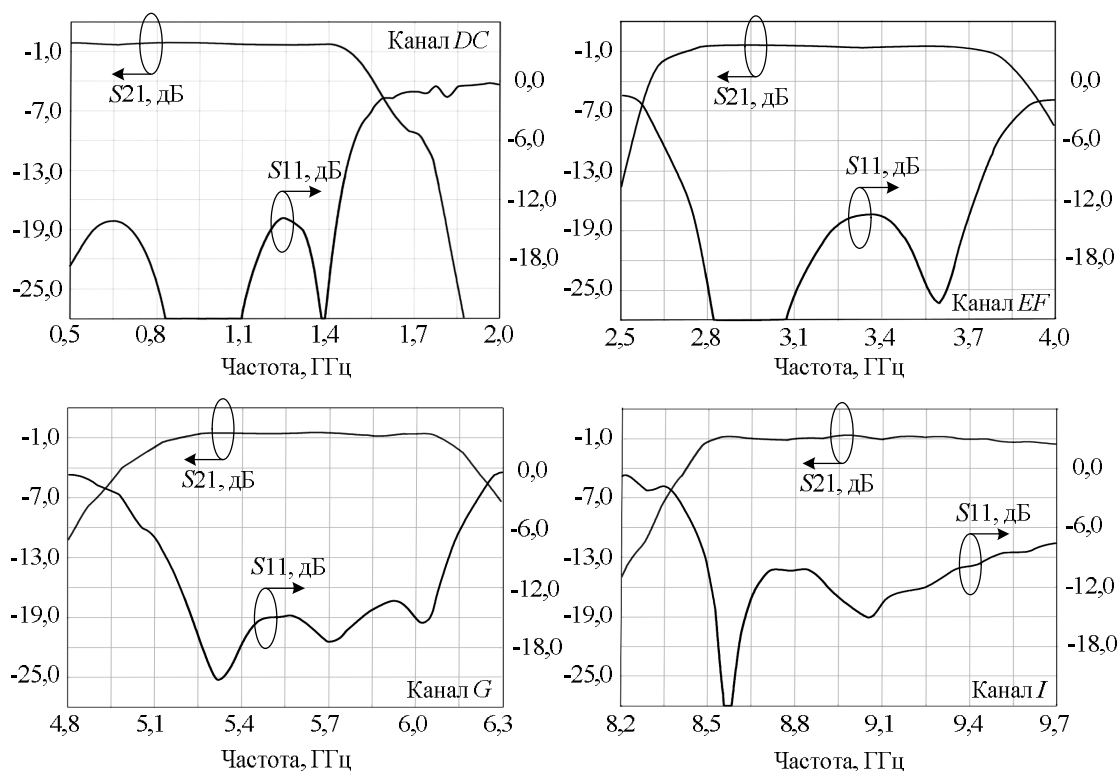 Канал DC
-1,0
-7,0
-13,0
-19,0
-25,0
0,0
-6,0
-12,0
-18,0
S21, дБ
S11, дБ
0,5 0,8 1,1 1,4 1,7 2,0
Частота, ГГц
-1,0
-7,0
-13,0
-19,0
-25,0
0,0
-6,0
-12,0
-18,0
S21, дБ
S11, дБ
Канал EF
2,5 2,8 3,1 3,4 3,7 4,0
Частота, ГГц
-1,0
-7,0
-13,0
-19,0
-25,0
0,0
-6,0
-12,0
-18,0
S21, дБ
S11, дБ
Канал G
4,8 5,1 5,4 5,7 6,0 6,3
Частота, ГГц
-1,0
-7,0
-13,0
-19,0
-25,0
0,0
-6,0
-12,0
-18,0
S21, дБ
S11, дБ
Канал I
8,2 8,5 8,8 9,1 9,4 9,7
Частота, ГГц